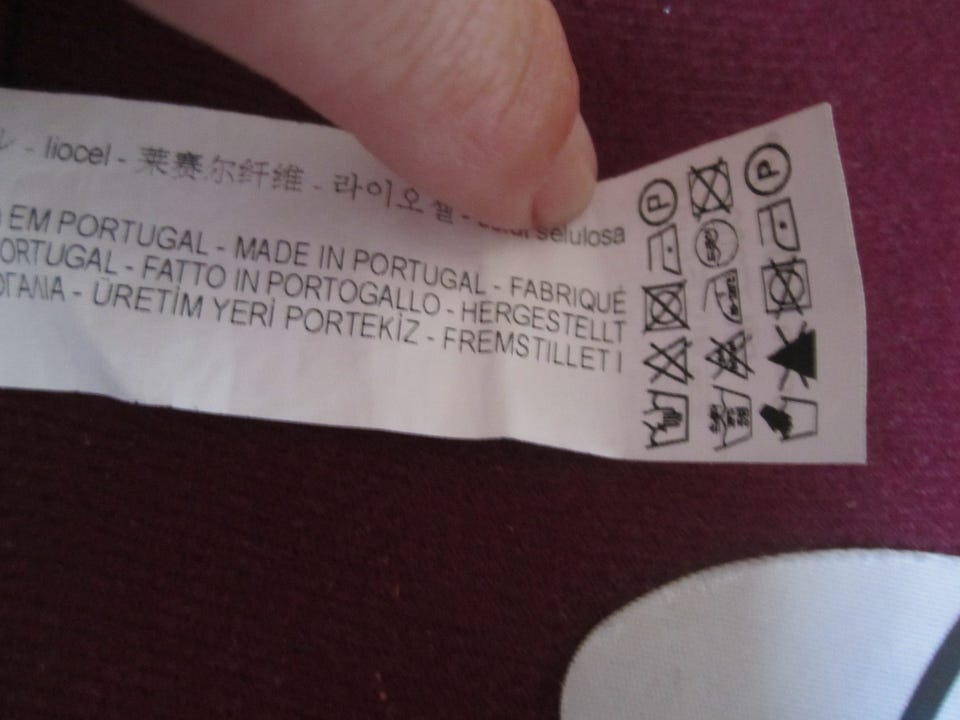 - liocel - 莱赛尔纤维 - 라이오셀 - selulosa
EM PORTUGAL - MADE IN PORTUGAL - FABRIQUÉ
ORTUGAL - FATTO IN PORTOGALLO - HERGESTELLT
- ÜRETİM YERİ PORTEKİZ - FREMSTILLET I
P
P